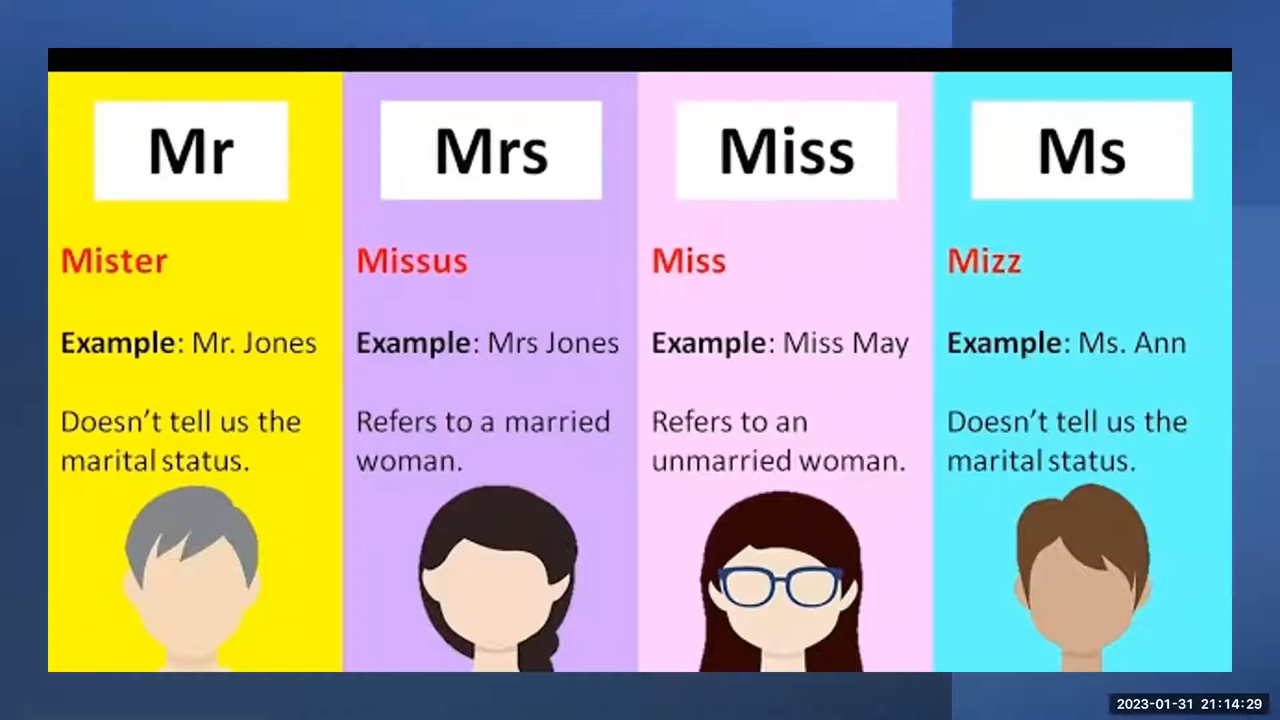 Mr
Mister
Example: Mr. Jones
Doesn't tell us the
marital status.
Mrs
Missus
Example: Mrs Jones
Refers to a married
woman.
Miss
Miss
Example: Miss May
Refers to an
unmarried woman.
Ms
Mizz
Example: Ms. Ann
Doesn't tell us the
marital status.
2023-01-31 21:14:29